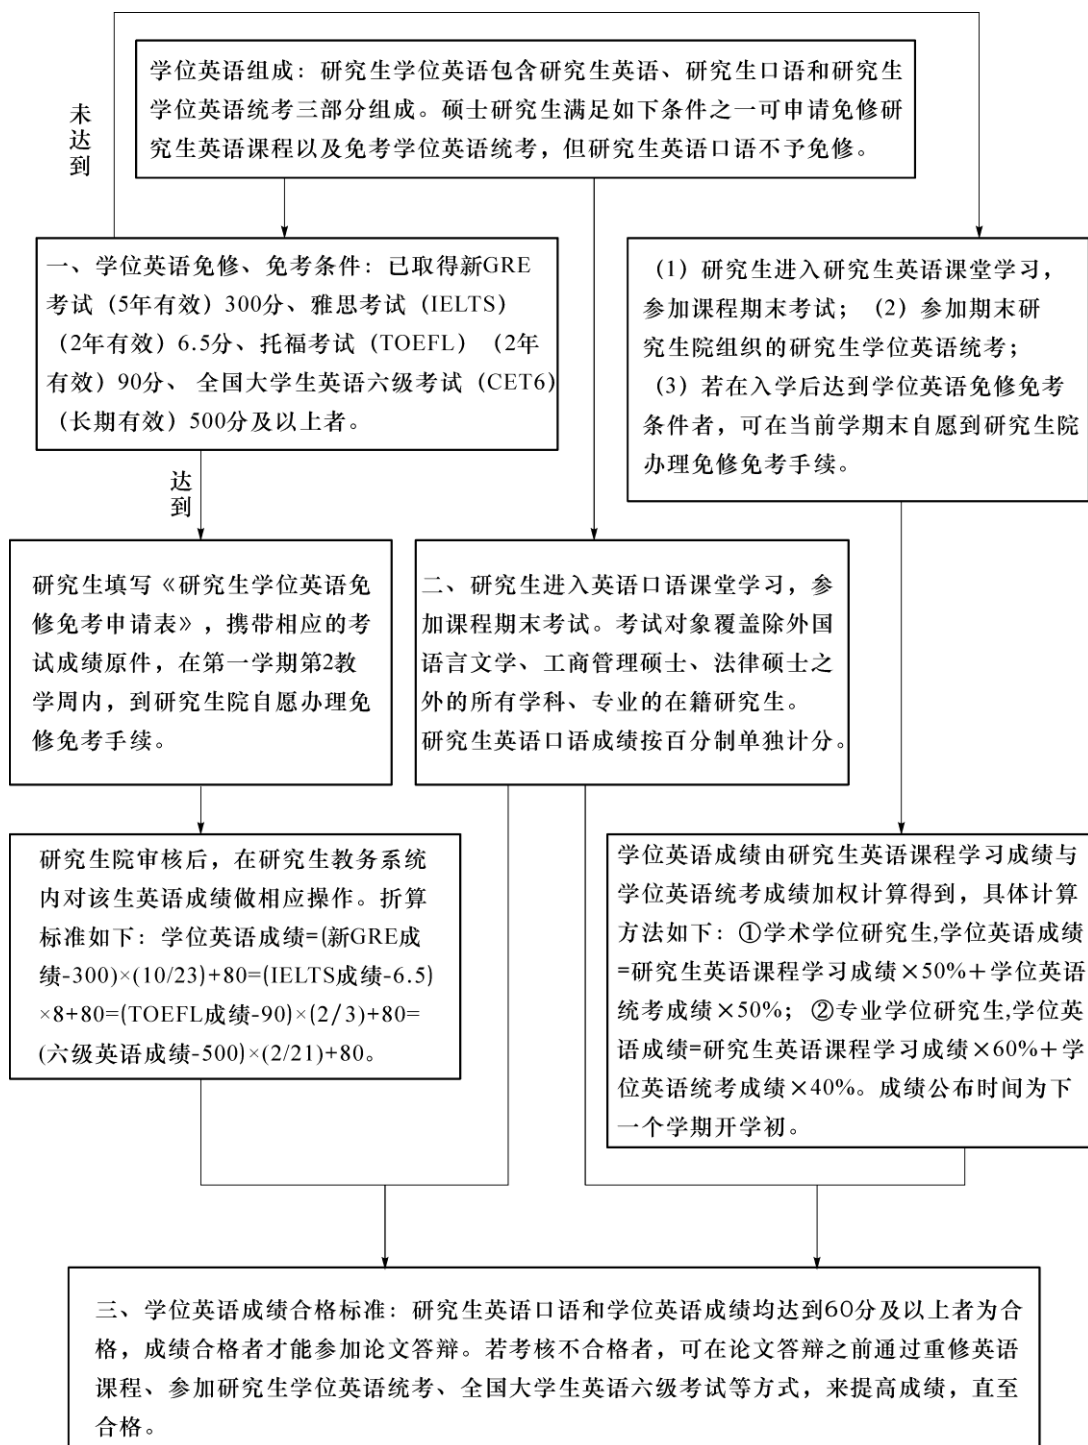 学位英语组成：研究生学位英语包含研究生英语、研究生口语和研究生
学位英语统考三部分组成。硕士研究生满足如下条件之一可申请免修研
究生英语课程以及免考学位英语统考，但研究生英语口语不予免修。
未达到
一、学位英语免修、免考条件：已取得新GRE
考试（5年有效）300分、雅思考试（IELTS）
（2年有效）6.5分、托福考试（TOEFL）（2年
有效）90分、 全国大学生英语六级考试（CET6)
（长期有效）500分及以上者。
（1）研究生进入研究生英语课堂学习，
参加课程期末考试；（2）参加期末研
究生院组织的研究生学位英语统考；
（3）若在入学后达到学位英语免修免考
条件者，可在当前学期末自愿到研究生院
办理免修免考手续。
达到
研究生填写《研究生学位英语免
修免考申请表》，携带相应的考
试成绩原件，在第一学期第2教
学周内，到研究生院自愿办理免
修免考手续。
二、研究生进入英语口语课堂学习，参
加课程期末考试。考试对象覆盖除外国
语言文学、工商管理硕士、法律硕士之
外的所有学科、专业的在籍研究生。
研究生英语口语成绩按百分制单独计分。
研究生院审核后，在研究生教务系统
内对该生英语成绩做相应操作。折算
标准如下：学位英语成绩=(新GRE成
绩-300)×(10/23)+80=(IELTS成绩-6.5)
×8+80=(TOEFL成绩-90)×(2/3)+80=
(六级英语成绩-500)×(2/21)+80。
学位英语成绩由研究生英语课程学习成绩与
学位英语统考成绩加权计算得到，具体计算
方法如下：①学术学位研究生,学位英语成绩
=研究生英语课程学习成绩×50%＋学位英语
统考成绩×50%；②专业学位研究生,学位英
语成绩=研究生英语课程学习成绩×60%＋学
位英语统考成绩×40%。成绩公布时间为下
一个学期开学初。
三、学位英语成绩合格标准：研究生英语口语和学位英语成绩均达到60分及以上者为合
格，成绩合格者才能参加论文答辩。若考核不合格者，可在论文答辩之前通过重修英语
课程、参加研究生学位英语统考、全国大学生英语六级考试等方式，来提高成绩，直至
合格。